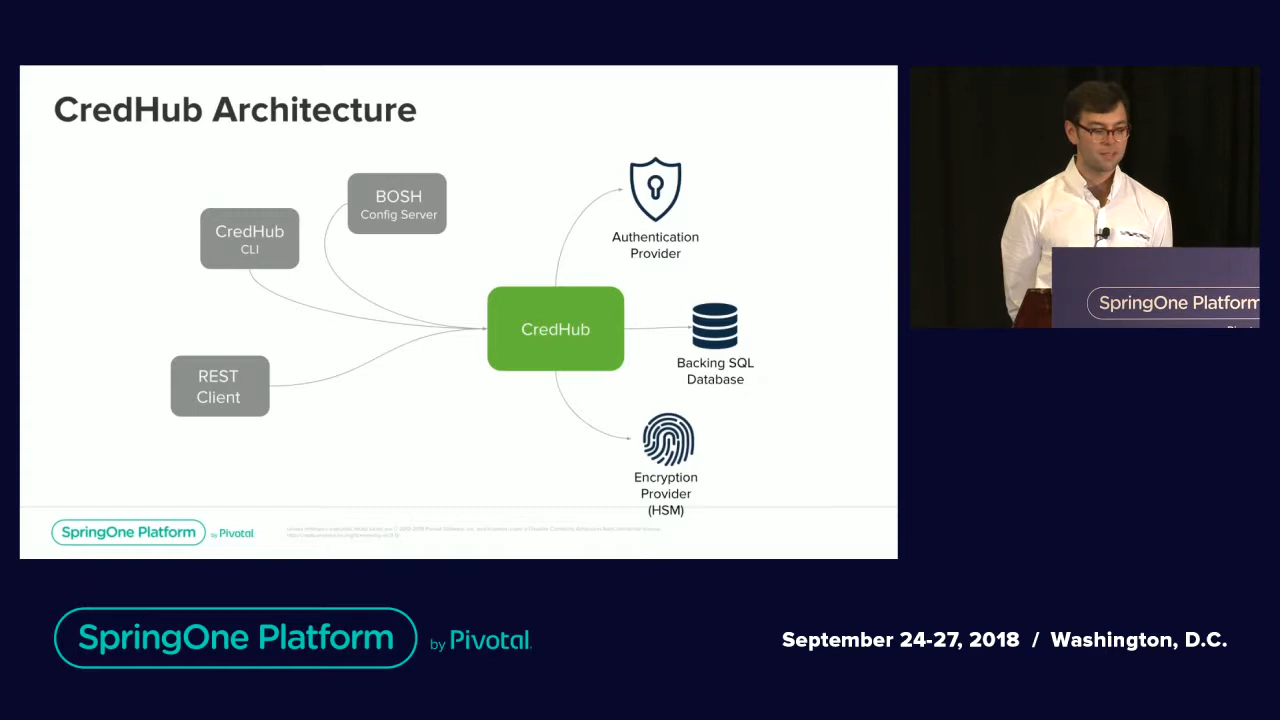 CredHub Architecture
BOSH
Config Server
CredHub
CLI
REST
Client
CredHub
Authentication
Provider
Backing SQL
Database
Encryption
Provider
(HSM)
SpringOne Platform
by Pivotal
SpringOne Platform
SpringOne Platform by Pivotal
September 24-27, 2018 / Washington, D.C.